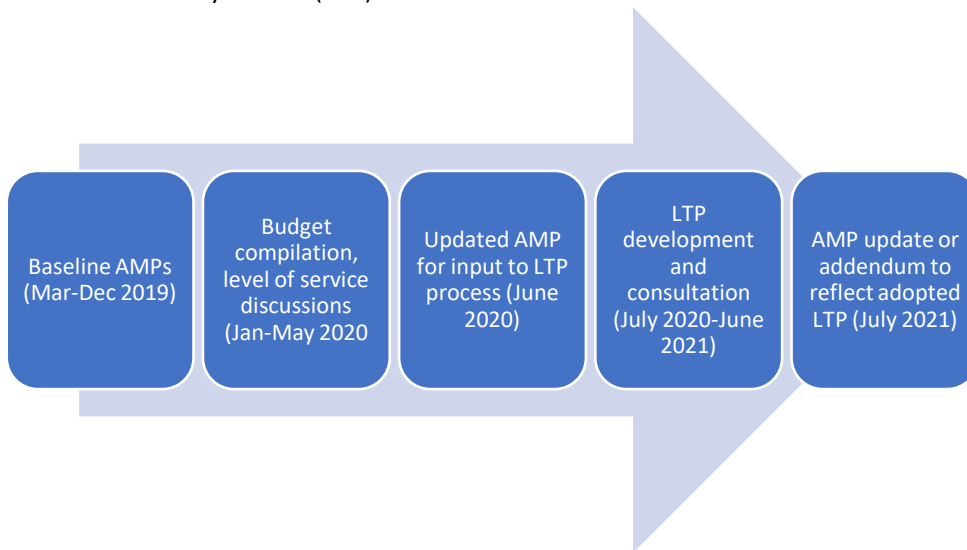 Baseline AMPs
(Mar-Dec 2019)
Budget
compilation,
level of service
discussions
(Jan-May 2020
Updated AMP
for input to LTP
process (June
2020)
LTP
development
and
consultation
(July 2020-June
2021)
AMP update or
addendum to
reflect adopted
LTP (July 2021)